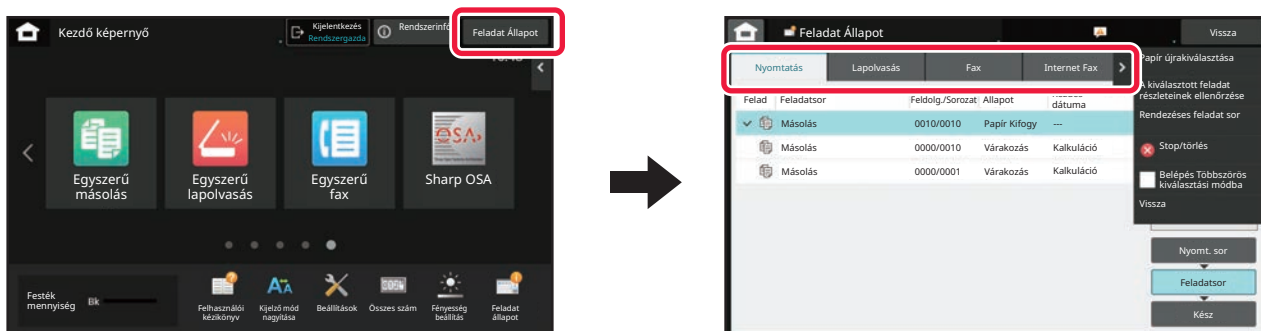 Kezdő képernyő
Kijelentkezés
Rendszergazda
Feladat Állapot
Egyszerű
másolás
Egyszerű
lapolvasás
Egyszerű
fax
OSA
Sharp OSA
Festék
mennyiség
Bk
Felhasználói
kézikönyv
Kijelző mód
nagyítása
Beállítások
Összes szám
Fényesség
beállítás
Feladat
állapot
Feladat Állapot
Vissza
Nyomtatás
Lapolvasás
Fax
Internet Fax
Papír újrakiválasztása
A kiválasztott feladat
részleteinek ellenőrzése
Rendezéses feladat sor
Stop/törlés
Belépés Többszörös
kiválasztási módba
Vissza
Felad Feladatsor Feldolg./Sorozat Állapot
dátuma
Másolás 0010/0010 Papír Kifogy ---
Másolás 0000/0010 Várakozás Kalkuláció
Másolás 0000/0001 Várakozás Kalkuláció
Nyomt. sor
Feladatsor
Kész